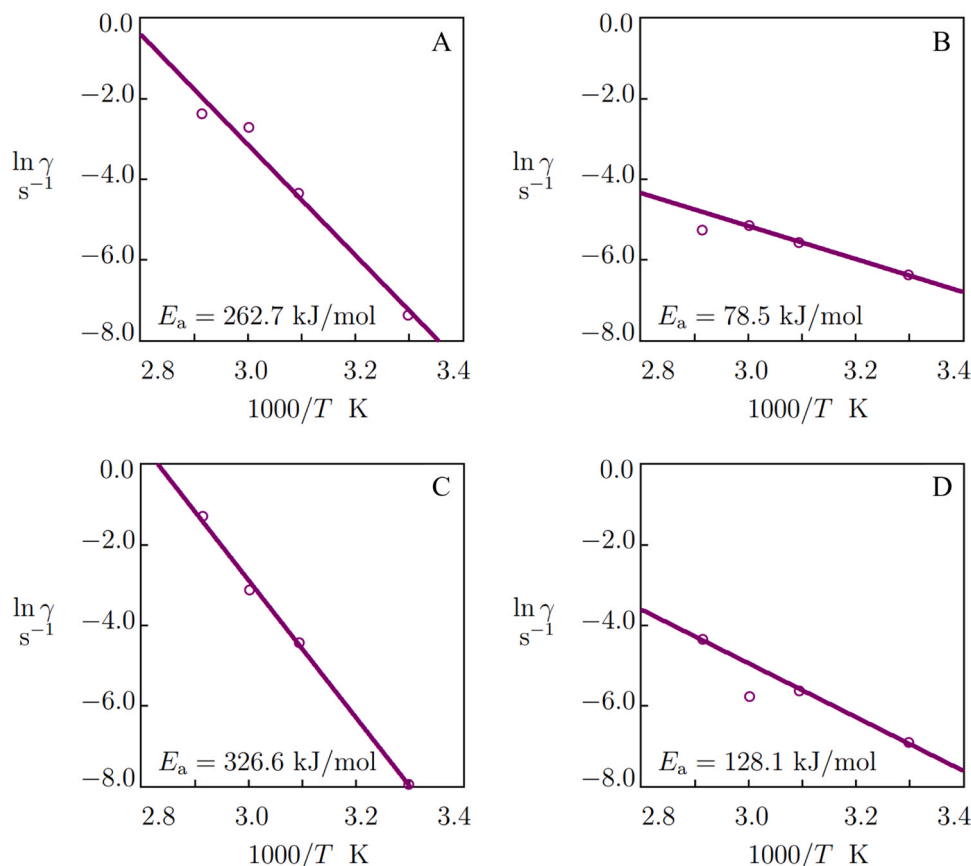 A
0.0
−2.0
−4.0
−6.0
−8.0
ln γ
s⁻¹
Eₐ = 262.7 kJ/mol
2.8 3.0 3.2 3.4
1000/T K
B
0.0
−2.0
−4.0
−6.0
−8.0
ln γ
s⁻¹
Eₐ = 78.5 kJ/mol
2.8 3.0 3.2 3.4
1000/T K
C
0.0
−2.0
−4.0
−6.0
−8.0
ln γ
s⁻¹
Eₐ = 326.6 kJ/mol
2.8 3.0 3.2 3.4
1000/T K
D
0.0
−2.0
−4.0
−6.0
−8.0
ln γ
s⁻¹
Eₐ = 128.1 kJ/mol
2.8 3.0 3.2 3.4
1000/T K